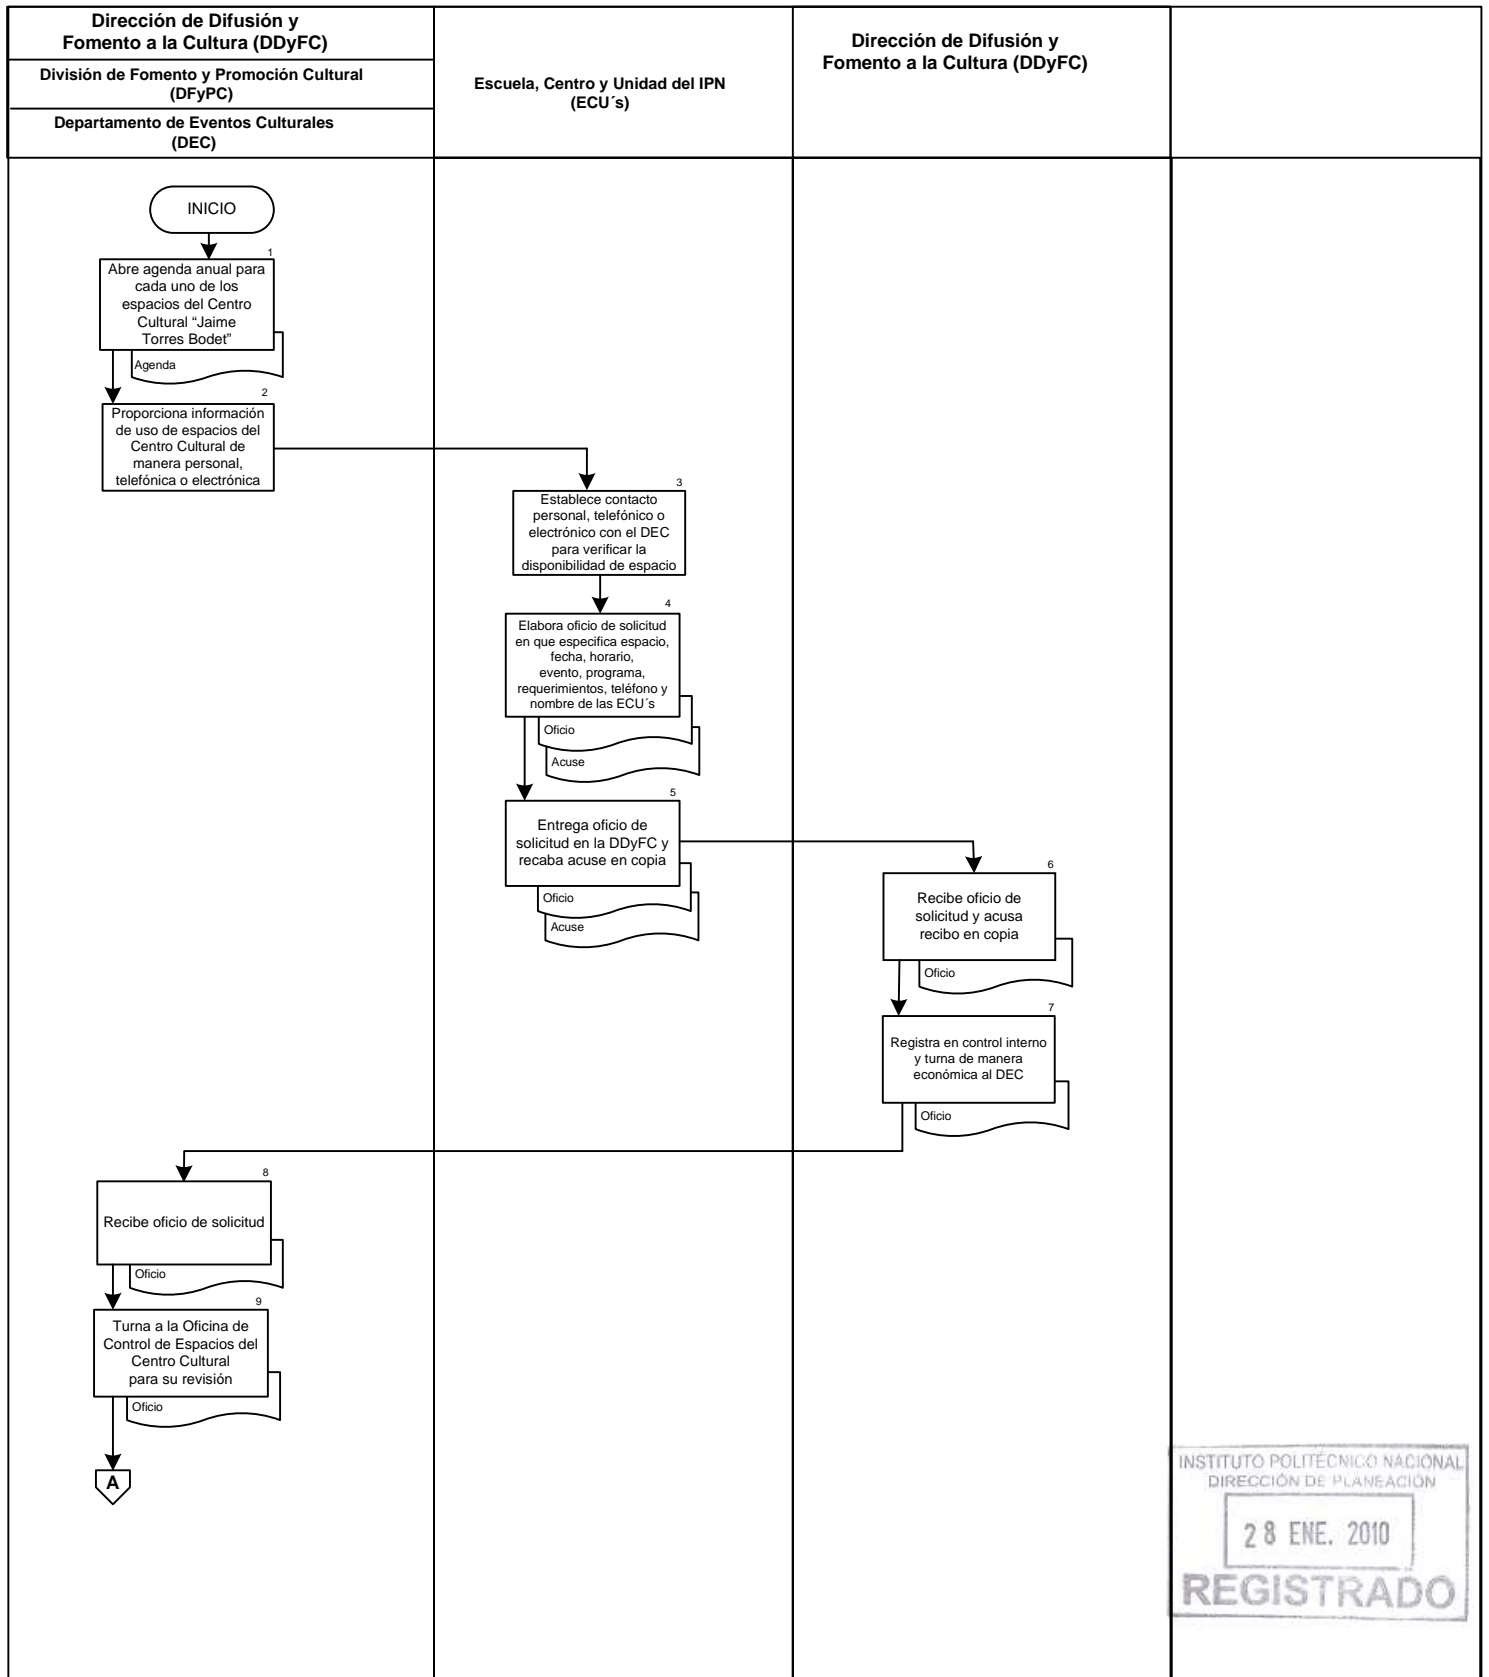 Dirección de Difusión y
Fomento a la Cultura (DDyFC)
División de Fomento y Promoción Cultural
(DFyPC)
Departamento de Eventos Culturales
(DEC)
Escuela, Centro y Unidad del IPN
(ECU´s)
Dirección de Difusión y
Fomento a la Cultura (DDyFC)
INICIO
1
Abre agenda anual para
cada uno de los
espacios del Centro
Cultural “Jaime
Torres Bodet”
Agenda
2
Proporciona información
de uso de espacios del
Centro Cultural de
manera personal,
telefónica o electrónica
3
Establece contacto
personal, telefónico o
electrónico con el DEC
para verificar la
disponibilidad de espacio
4
Elabora oficio de solicitud
en que especifica espacio,
fecha, horario,
evento, programa,
requerimientos, teléfono y
nombre de las ECU´s
Oficio
Acuse
5
Entrega oficio de
solicitud en la DDyFC y
recaba acuse en copia
Oficio
Acuse
6
Recibe oficio de
solicitud y acusa
recibo en copia
Oficio
7
Registra en control interno
y turna de manera
económica al DEC
Oficio
8
Recibe oficio de solicitud
Oficio
9
Turna a la Oficina de
Control de Espacios del
Centro Cultural
para su revisión
Oficio
A
INSTITUTO POLITÉCNICO NACIONAL
DIRECCIÓN DE PLANEACIÓN
28 ENE. 2010
REGISTRADO